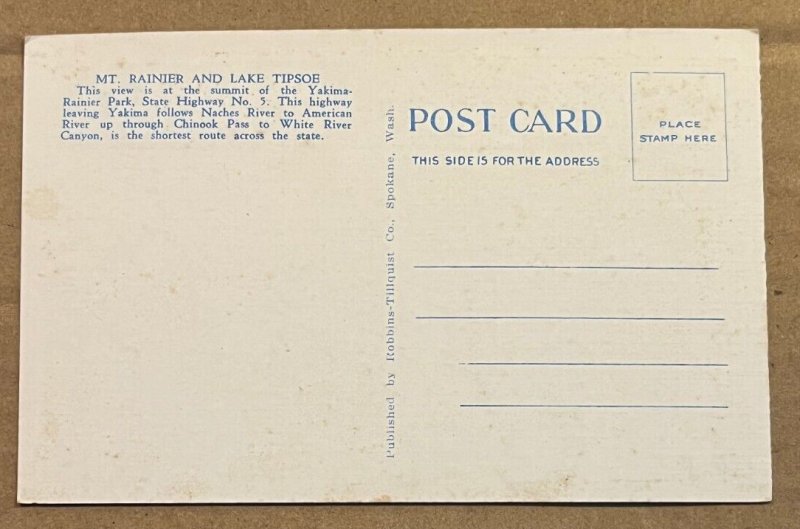 MT. RAINIER AND LAKE TIPSOE
This view is at the summit of the Yakima-
Rainier Park, State Highway No. 5. This highway
leaving Yakima follows Naches River to American
River up through Chinook Pass to White River
Canyon, is the shortest route across the state.
Published by Robbins-Tillquist Co., Spokane, Wash.
POST CARD
THIS SIDE IS FOR THE ADDRESS
PLACE
STAMP HERE